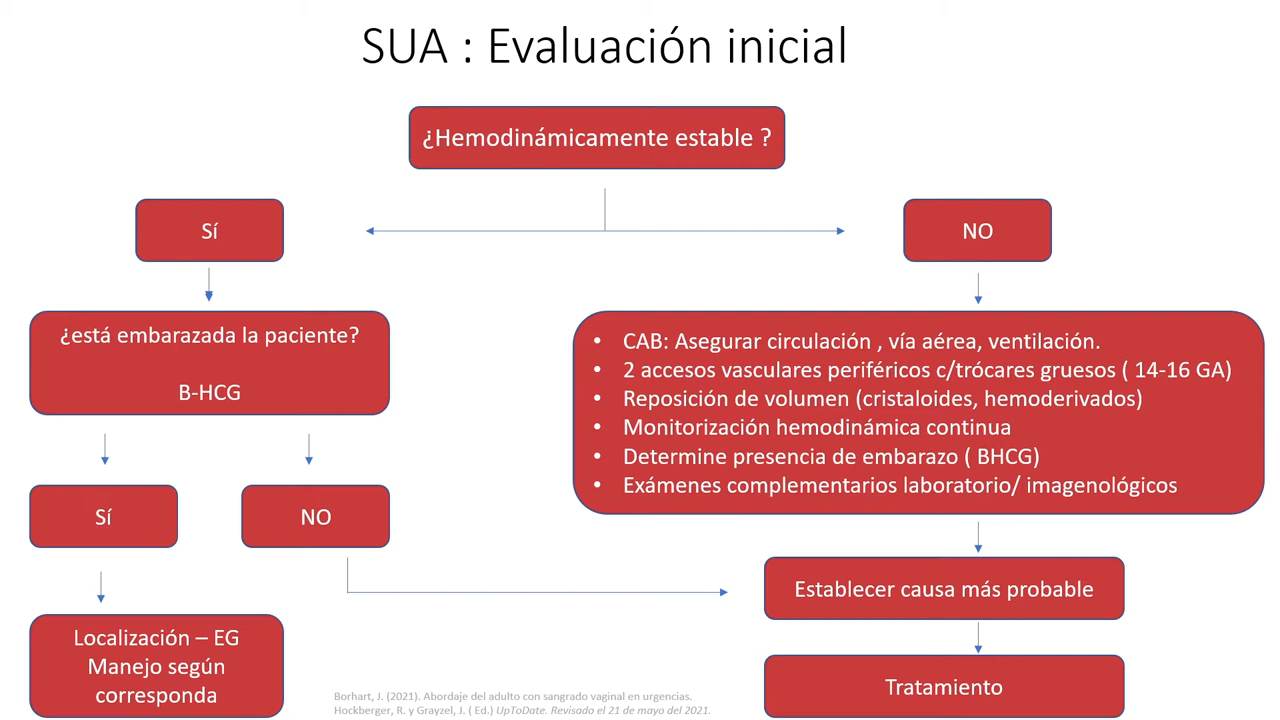 SUA : Evaluación inicial
¿Hemodinámicamente estable ?
Sí
NO
¿está embarazada la paciente?
B-HCG
• CAB: Asegurar circulación , vía aérea, ventilación.
• 2 accesos vasculares periféricos c/trócares gruesos ( 14-16 GA)
• Reposición de volumen (cristaloides, hemoderivados)
• Monitorización hemodinámica continua
• Determine presencia de embarazo ( BHCG)
• Exámenes complementarios laboratorio/ imagenológicos
Sí
NO
Establecer causa más probable
Localización – EG
Manejo según
corresponda
Tratamiento
Borhart, J. (2021). Abordaje del adulto con sangrado vaginal en urgencias.
Hockberger, R. y Grayzel, J. ( Ed.) UpToDate. Revisado el 21 de mayo del 2021.